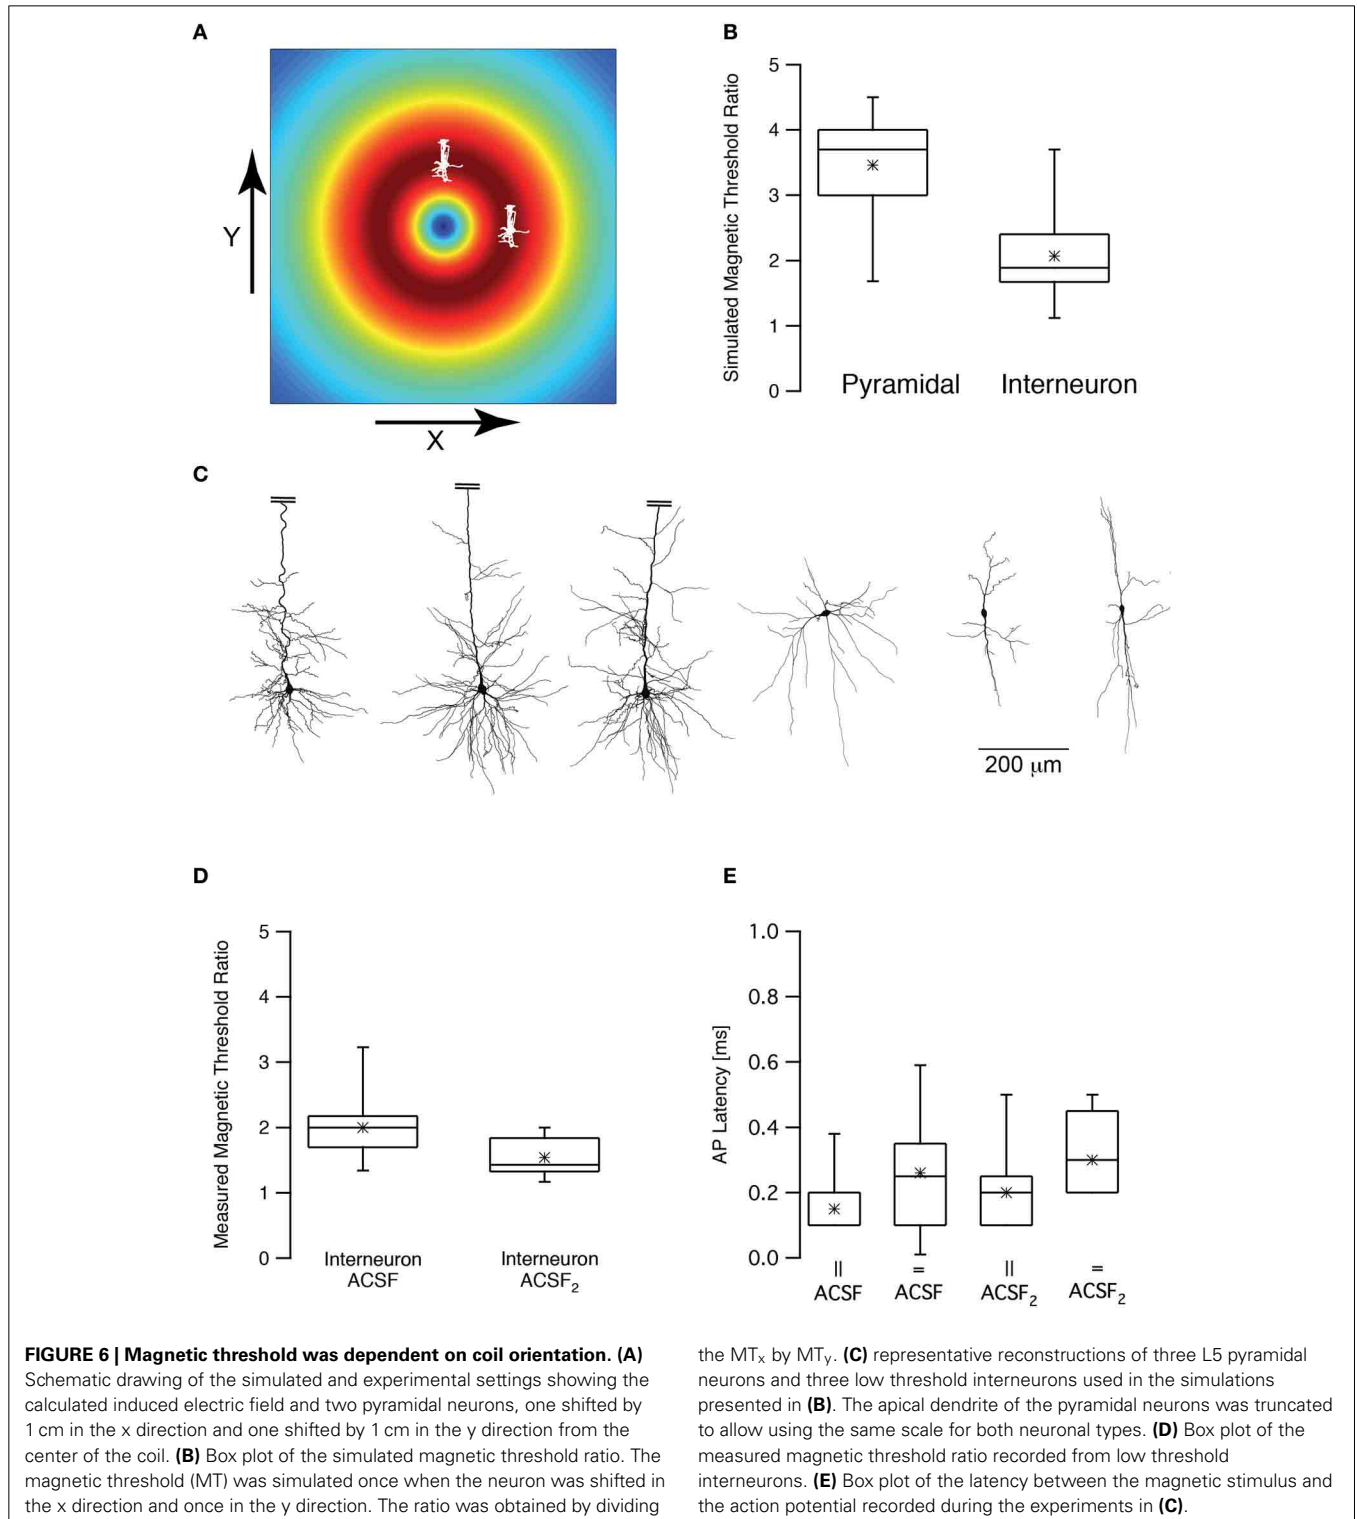 A
Y
X
B
Simulated Magnetic Threshold Ratio
5
4
3
2
1
0
Pyramidal
Interneuron
C
200 μm
D
Measured Magnetic Threshold Ratio
5
4
3
2
1
0
Interneuron
ACSF
Interneuron
ACSF2
E
AP Latency [ms]
1.0
0.8
0.6
0.4
0.2
0.0
||
ACSF
=
ACSF
||
ACSF2
=
ACSF2
FIGURE 6 | Magnetic threshold was dependent on coil orientation. (A)
Schematic drawing of the simulated and experimental settings showing the
calculated induced electric field and two pyramidal neurons, one shifted by
1 cm in the x direction and one shifted by 1 cm in the y direction from the
center of the coil. (B) Box plot of the simulated magnetic threshold ratio. The
magnetic threshold (MT) was simulated once when the neuron was shifted in
the x direction and once in the y direction. The ratio was obtained by dividing
the MTx by MTy. (C) representative reconstructions of three L5 pyramidal
neurons and three low threshold interneurons used in the simulations
presented in (B). The apical dendrite of the pyramidal neurons was truncated
to allow using the same scale for both neuronal types. (D) Box plot of the
measured magnetic threshold ratio recorded from low threshold
interneurons. (E) Box plot of the latency between the magnetic stimulus and
the action potential recorded during the experiments in (C).